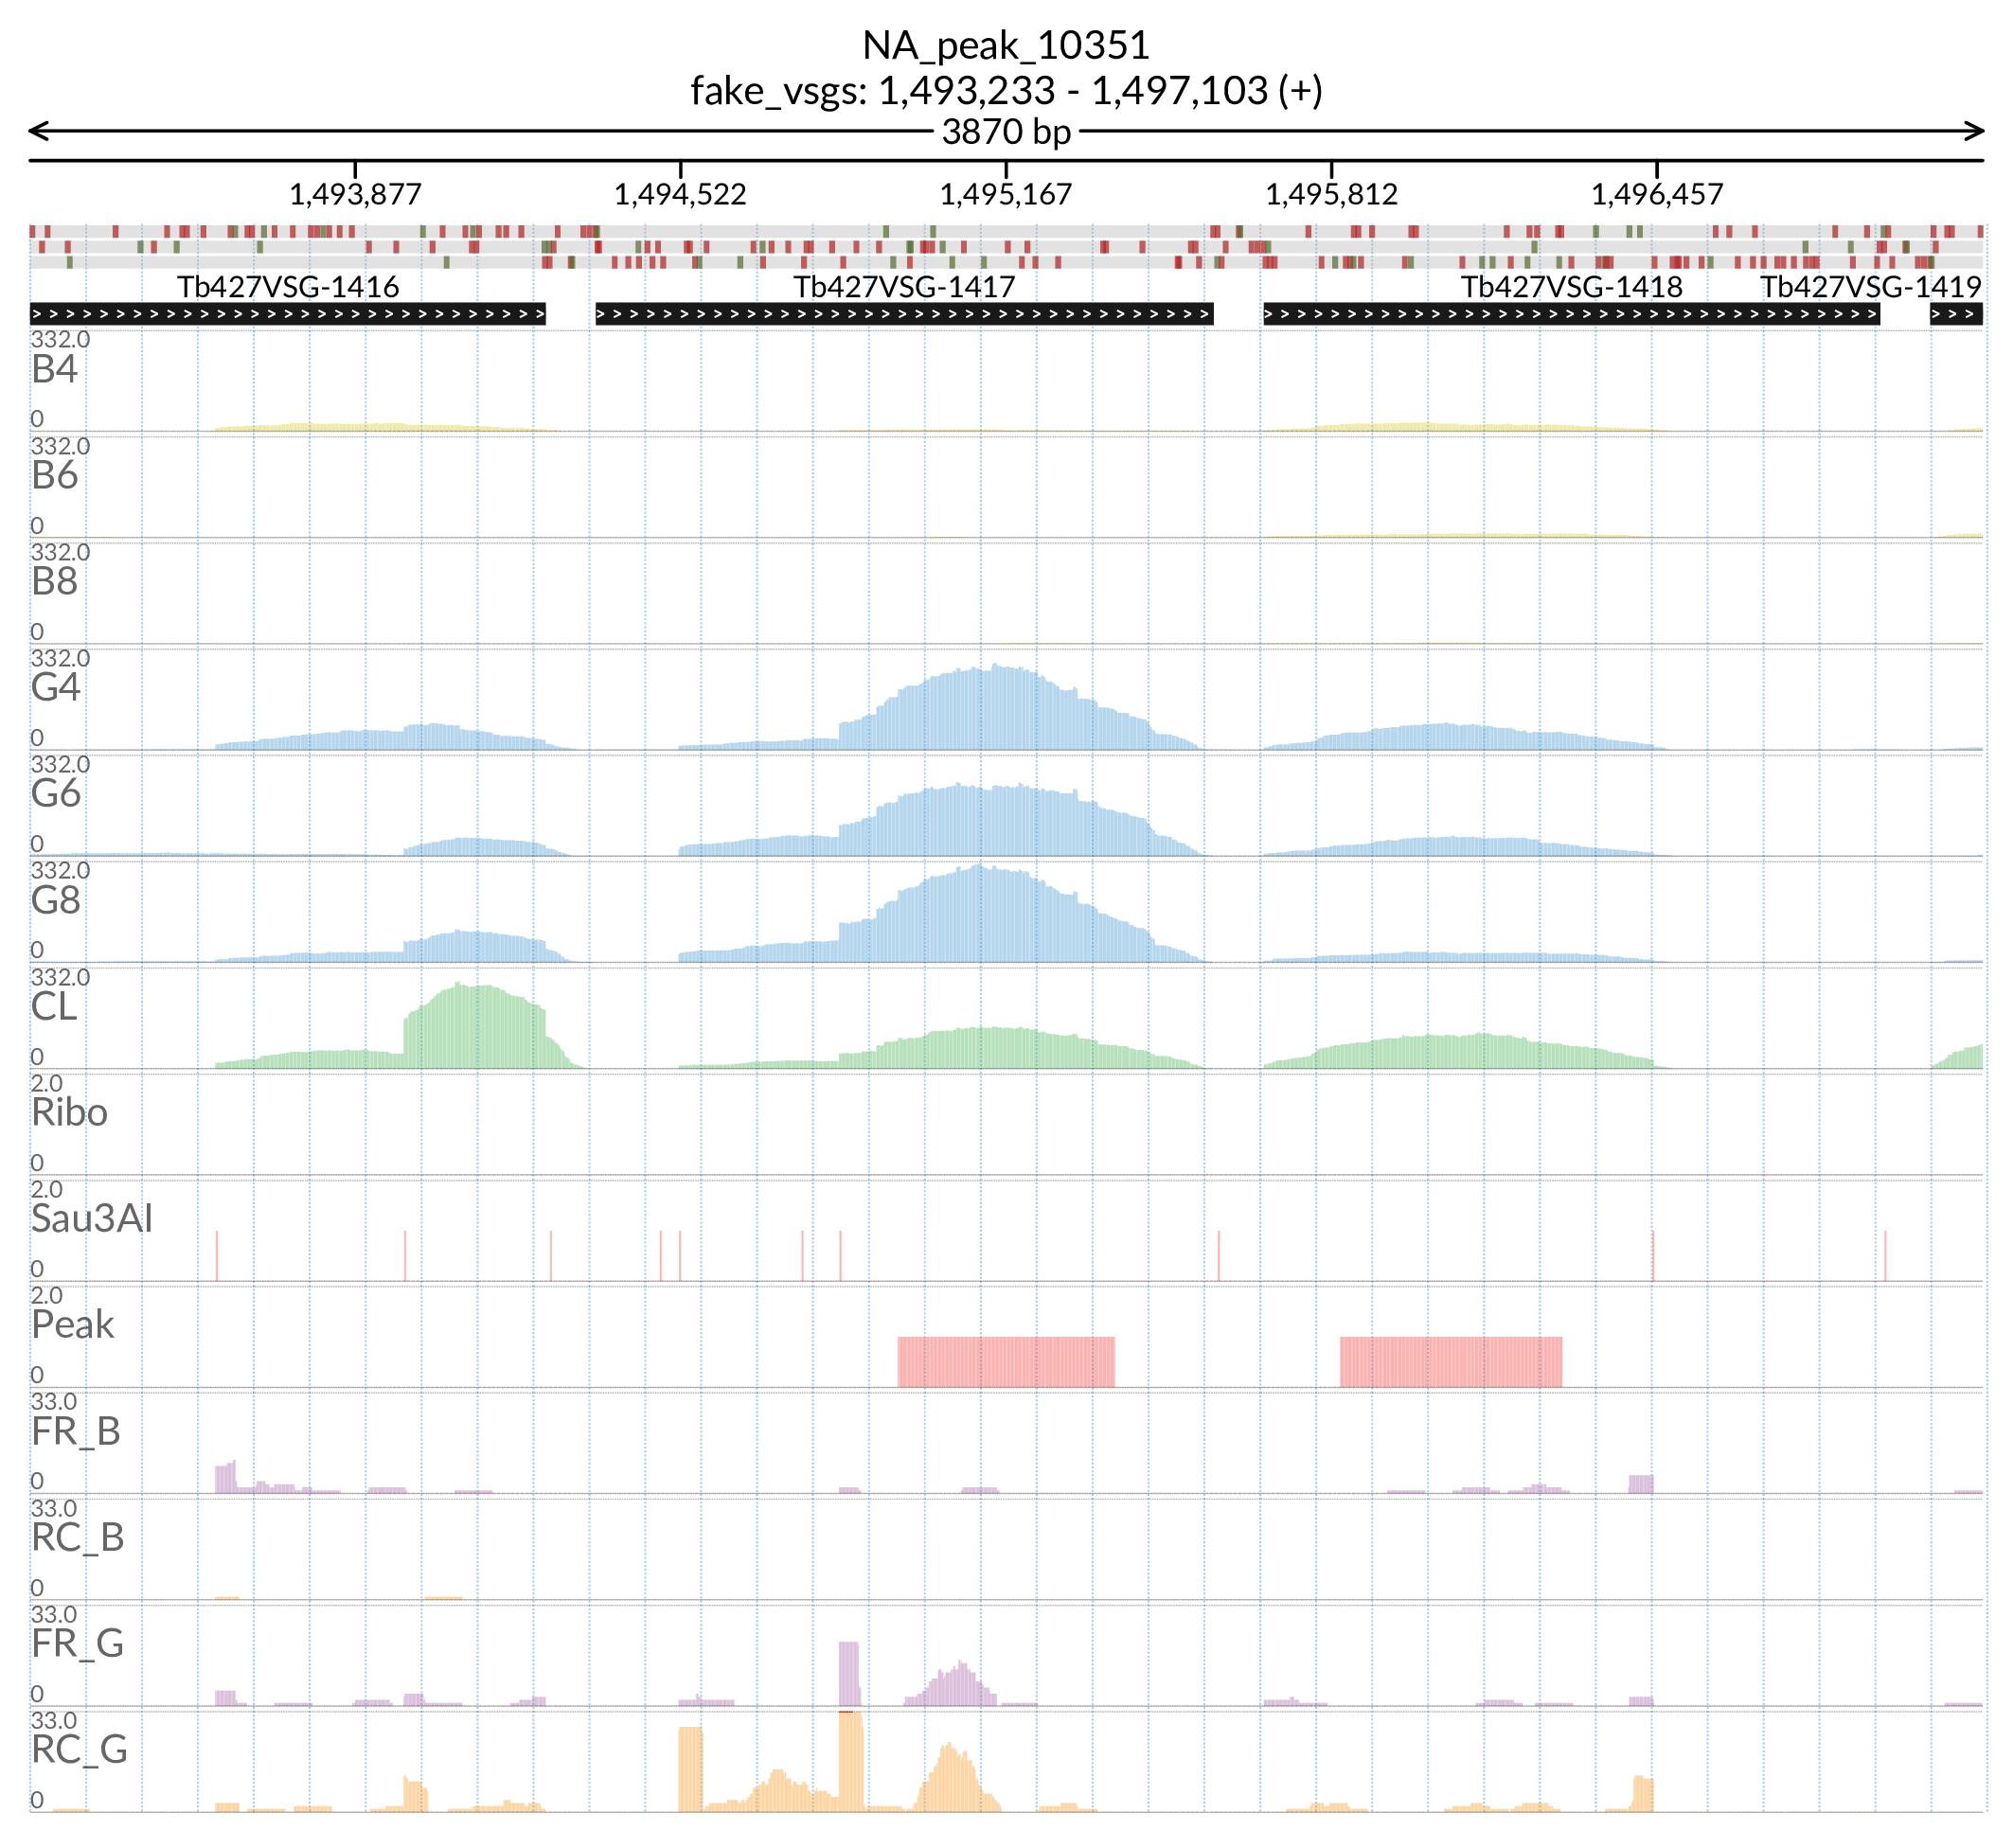 NA_peak_10351
fake_vsgs: 1,493,233 - 1,497,103 (+)
3870 bp
1,493,877 1,494,522 1,495,167 1,495,812 1,496,457
Tb427VSG-1416 Tb427VSG-1417 Tb427VSG-1418 Tb427VSG-1419
332.0
B4
0
332.0
B6
0
332.0
B8
0
332.0
G4
0
332.0
G6
0
332.0
G8
0
332.0
CL
0
2.0
Ribo
0
2.0
Sau3AI
0
2.0
Peak
0
33.0
FR_B
0
33.0
RC_B
0
33.0
FR_G
0
33.0
RC_G
0